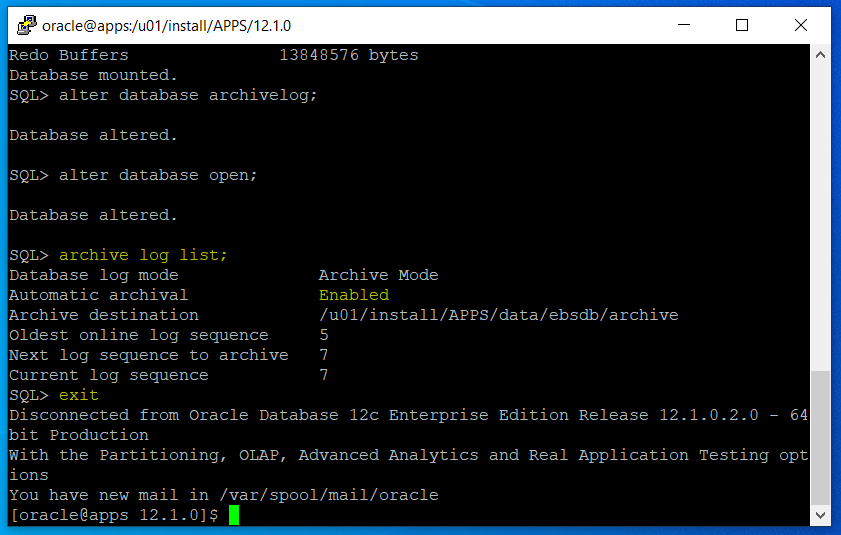 oracle@apps:/u01/install/APPS/12.1.0
Redo Buffers               13848576 bytes
Database mounted.
SQL> alter database archivelog;
Database altered.
SQL> alter database open;
Database altered.
SQL> archive log list;
Database log mode              Archive Mode
Automatic archival             Enabled
Archive destination            /u01/install/APPS/data/ebsdb/archive
Oldest online log sequence     5
Next log sequence to archive   7
Current log sequence           7
SQL> exit
Disconnected from Oracle Database 12c Enterprise Edition Release 12.1.0.2.0 - 64
bit Production
With the Partitioning, OLAP, Advanced Analytics and Real Application Testing opt
ions
You have new mail in /var/spool/mail/oracle
[oracle@apps 12.1.0]$